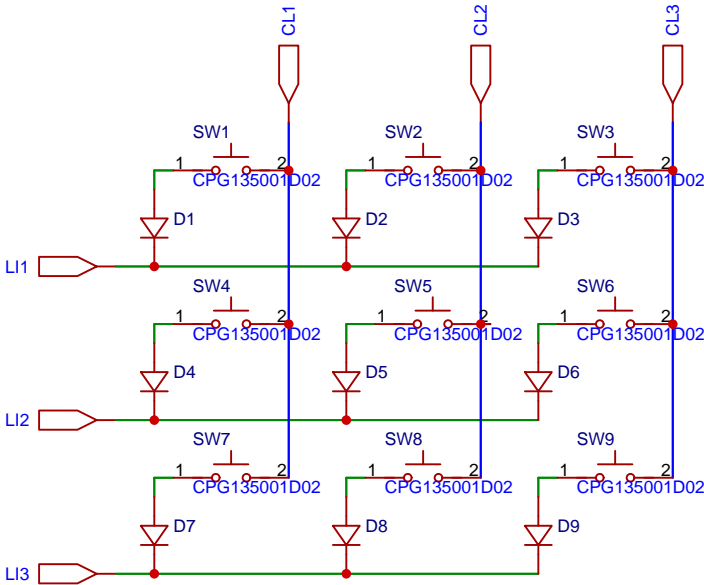 CL1 CL2 CL3
SW1 SW2 SW3
1 2 1 2 1 2
CPG135001D02 CPG135001D02 CPG135001D02
D1 D2 D3
LI1
SW4 SW5 SW6
1 2 1 2 1 2
CPG135001D02 CPG135001D02 CPG135001D02
D4 D5 D6
LI2
SW7 SW8 SW9
1 2 1 2 1 2
CPG135001D02 CPG135001D02 CPG135001D02
D7 D8 D9
LI3